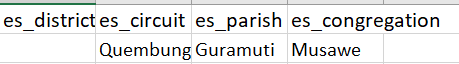 es_district es_circuit es_parish es_congregation
Quembung Guramuti Musawe